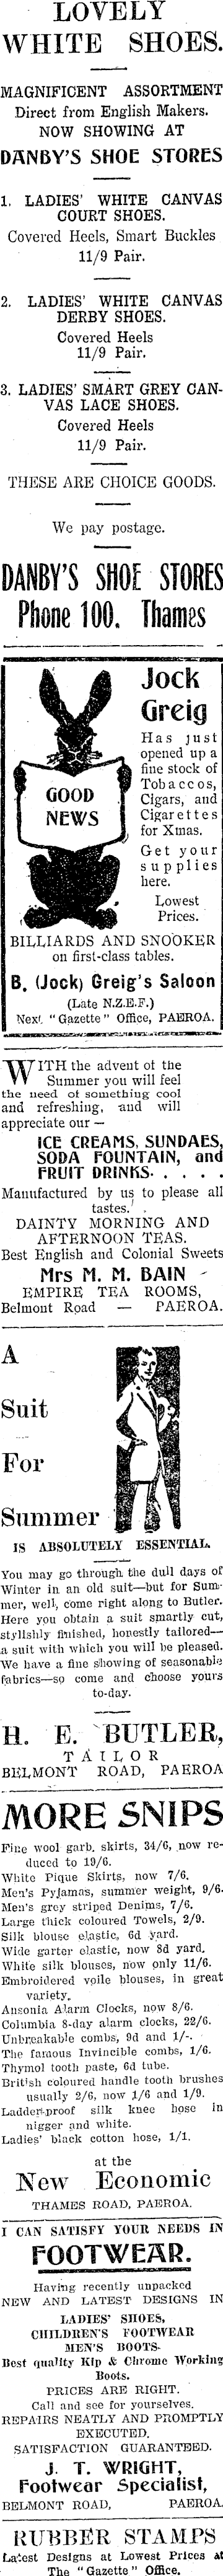 LOVELY
WHITE SHOES.
MAGNIFICENT ASSORTMENT
Direct from English Makers.
NOW SHOWING AT
DANBY'S SHOE STORES
1. LADIES' WHITE CANVAS
COURT SHOES.
Covered Heels, Smart Buckles
11/9 Pair.
2. LADIES' WHITE CANVAS
DERBY SHOES.
Covered Heels
11/9 Pair.
3. LADIES' SMART GREY CAN-
VAS LACE SHOES.
Covered Heels
11/9 Pair.
THESE ARE CHOICE GOODS.
We pay postage.
DANBY'S SHOE STORES
Phone 100. Thames
GOOD
NEWS
Jock
Greig
Has just
opened up a
fine stock of
Tobaccos,
Cigars, and
Cigarettes
for Xmas.
Get your
supplies
here.
Lowest
Prices.
BILLIARDS AND SNOOKER
on first-class tables.
B. (Jock) Greig's Saloon
(Late N.Z.E.F.)
Next "Gazette" Office, PAEROA.
WITH the advent of the
Summer you will feel
the need of something cool
and refreshing, and will
appreciate our —
ICE CREAMS, SUNDAES,
SODA FOUNTAIN, and
FRUIT DRINKS. . . . .
Manufactured by us to please all
tastes.
DAINTY MORNING AND
AFTERNOON TEAS.
Best English and Colonial Sweets
Mrs M. M. BAIN
EMPIRE TEA ROOMS,
Belmont Road — PAEROA.
A
Suit
For
Summer
IS ABSOLUTELY ESSENTIAL.
You may go through the dull days of
Winter in an old suit—but for Sum-
mer, well, come right along to Butler.
Here you obtain a suit smartly cut,
stylishly finished, honestly tailored—
a suit with which you will be pleased.
We have a fine showing of seasonable
fabrics—so come and choose yours
to-day.
H. E. BUTLER,
TAILOR
BELMONT ROAD, PAEROA
MORE SNIPS
Fine wool garb. skirts, 34/6, now re-
duced to 19/6.
White Pique Skirts, now 7/6.
Men's Pyjamas, summer weight, 9/6.
Men's grey striped Denims, 7/6.
Large thick coloured Towels, 2/9.
Silk blouse elastic, 6d yard.
Wide garter elastic, now 8d yard.
White silk blouses, now only 11/6.
Embroidered voile blouses, in great
variety.
Ansonia Alarm Clocks, now 8/6.
Columbia 8-day alarm clocks, 22/6.
Unbreakable combs, 9d and 1/-.
The famous Invincible combs, 1/6.
Thymol tooth paste, 6d tube.
British coloured handle tooth brushes
usually 2/6, now 1/6 and 1/9.
Ladder-proof silk knee hose in
nigger and white.
Ladies' black cotton hose, 1/1.
at the
New Economic
THAMES ROAD, PAEROA.
I CAN SATISFY YOUR NEEDS IN
FOOTWEAR.
Having recently unpacked
NEW AND LATEST DESIGNS IN
LADIES' SHOES,
CHILDREN'S FOOTWEAR
MEN'S BOOTS-
Best quality Kip & Chrome Working
Boots.
PRICES ARE RIGHT.
Call and see for yourselves.
REPAIRS NEATLY AND PROMPTLY
EXECUTED.
SATISFACTION GUARANTEED.
J. T. WRIGHT,
Footwear Specialist,
BELMONT ROAD, PAEROA.
RUBBER STAMPS
Latest Designs at Lowest Prices at
The "Gazette" Office.